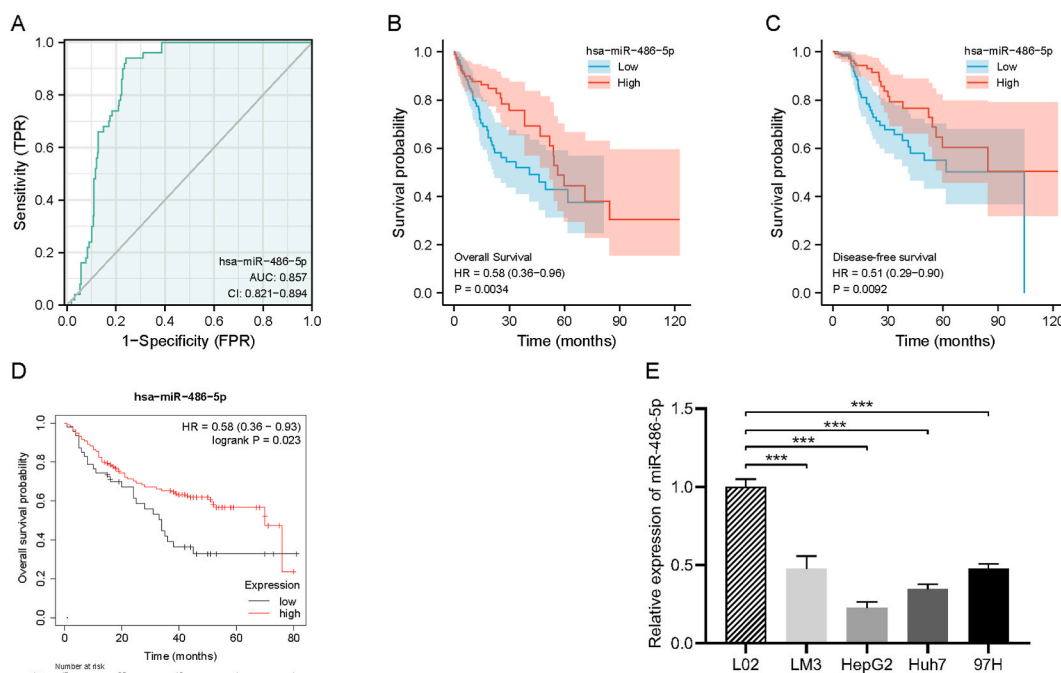 A
1.0
0.8
0.6
0.4
0.2
0.0
Sensitivity (TPR)
hsa-miR-486-5p
AUC: 0.857
CI: 0.821-0.894
0.0 0.2 0.4 0.6 0.8 1.0
1-Specificity (FPR)
B
hsa-miR-486-5p
Low
High
1.0
0.8
0.6
0.4
0.2
0.0
Survival probability
Overall Survival
HR = 0.58 (0.36-0.96)
P = 0.0034
0 30 60 90 120
Time (months)
C
hsa-miR-486-5p
Low
High
1.0
0.8
0.6
0.4
0.2
0.0
Survival probability
Disease-free survival
HR = 0.51 (0.29-0.90)
P = 0.0092
0 30 60 90 120
Time (months)
D
hsa-miR-486-5p
HR = 0.58 (0.36 - 0.93)
logrank P = 0.023
1.0
0.8
0.6
0.4
0.2
0.0
Overall survival probability
Expression
low
high
0 20 40 60 80
Time (months)
Number at risk
E
Relative expression of miR-486-5p
1.5
1.0
0.5
0.0
***
***
***
***
L02 LM3 HepG2 Huh7 97H